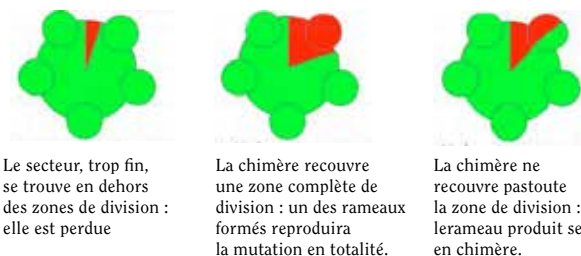 Le secteur, trop fin,
se trouve en dehors
des zones de division :
elle est perdue
La chimère recouvre
une zone complète de
division : un des rameaux
formés reproduira
la mutation en totalité.
La chimère ne
recouvre pastoute
la zone de division :
lerameau produit se
en chimère.